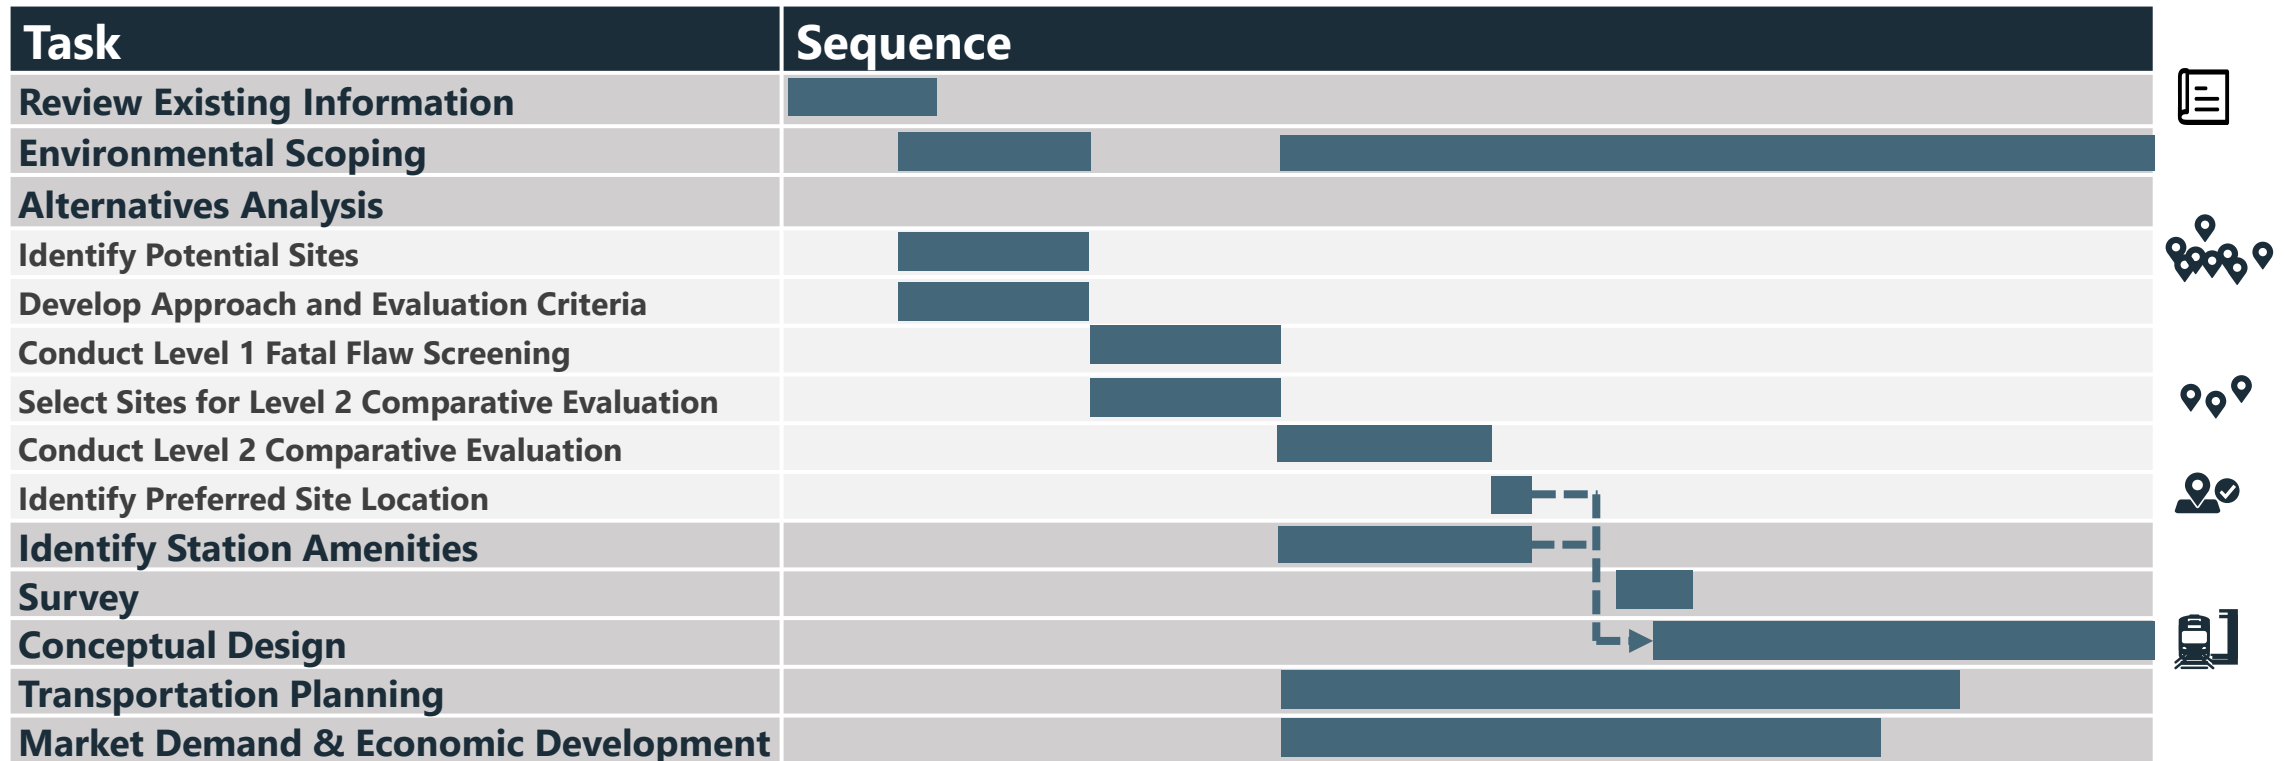 Task
Sequence
Review Existing Information
Environmental Scoping
Alternatives Analysis
Identify Potential Sites
Develop Approach and Evaluation Criteria
Conduct Level 1 Fatal Flaw Screening
Select Sites for Level 2 Comparative Evaluation
Conduct Level 2 Comparative Evaluation
Identify Preferred Site Location
Identify Station Amenities
Survey
Conceptual Design
Transportation Planning
Market Demand & Economic Development